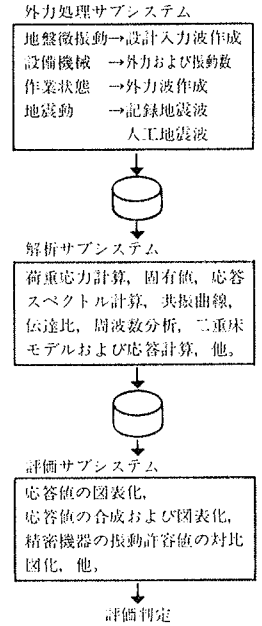 外力処理サブシステム
地盤微振動→設計入力波作成
設備機械 →外力および振動数
作業状態 →外力波作成
地震動 →記録地震波
人工地震波
解析サブシステム
荷重応力計算, 固有値, 応答
スペクトル計算, 共振曲線,
伝達比, 周波数分析, 二重床
モデルおよび応答計算, 他。
評価サブシステム
応答値の図表化,
応答値の合成および図表化,
精密機器の振動許容値の対比
図化, 他。
評価判定